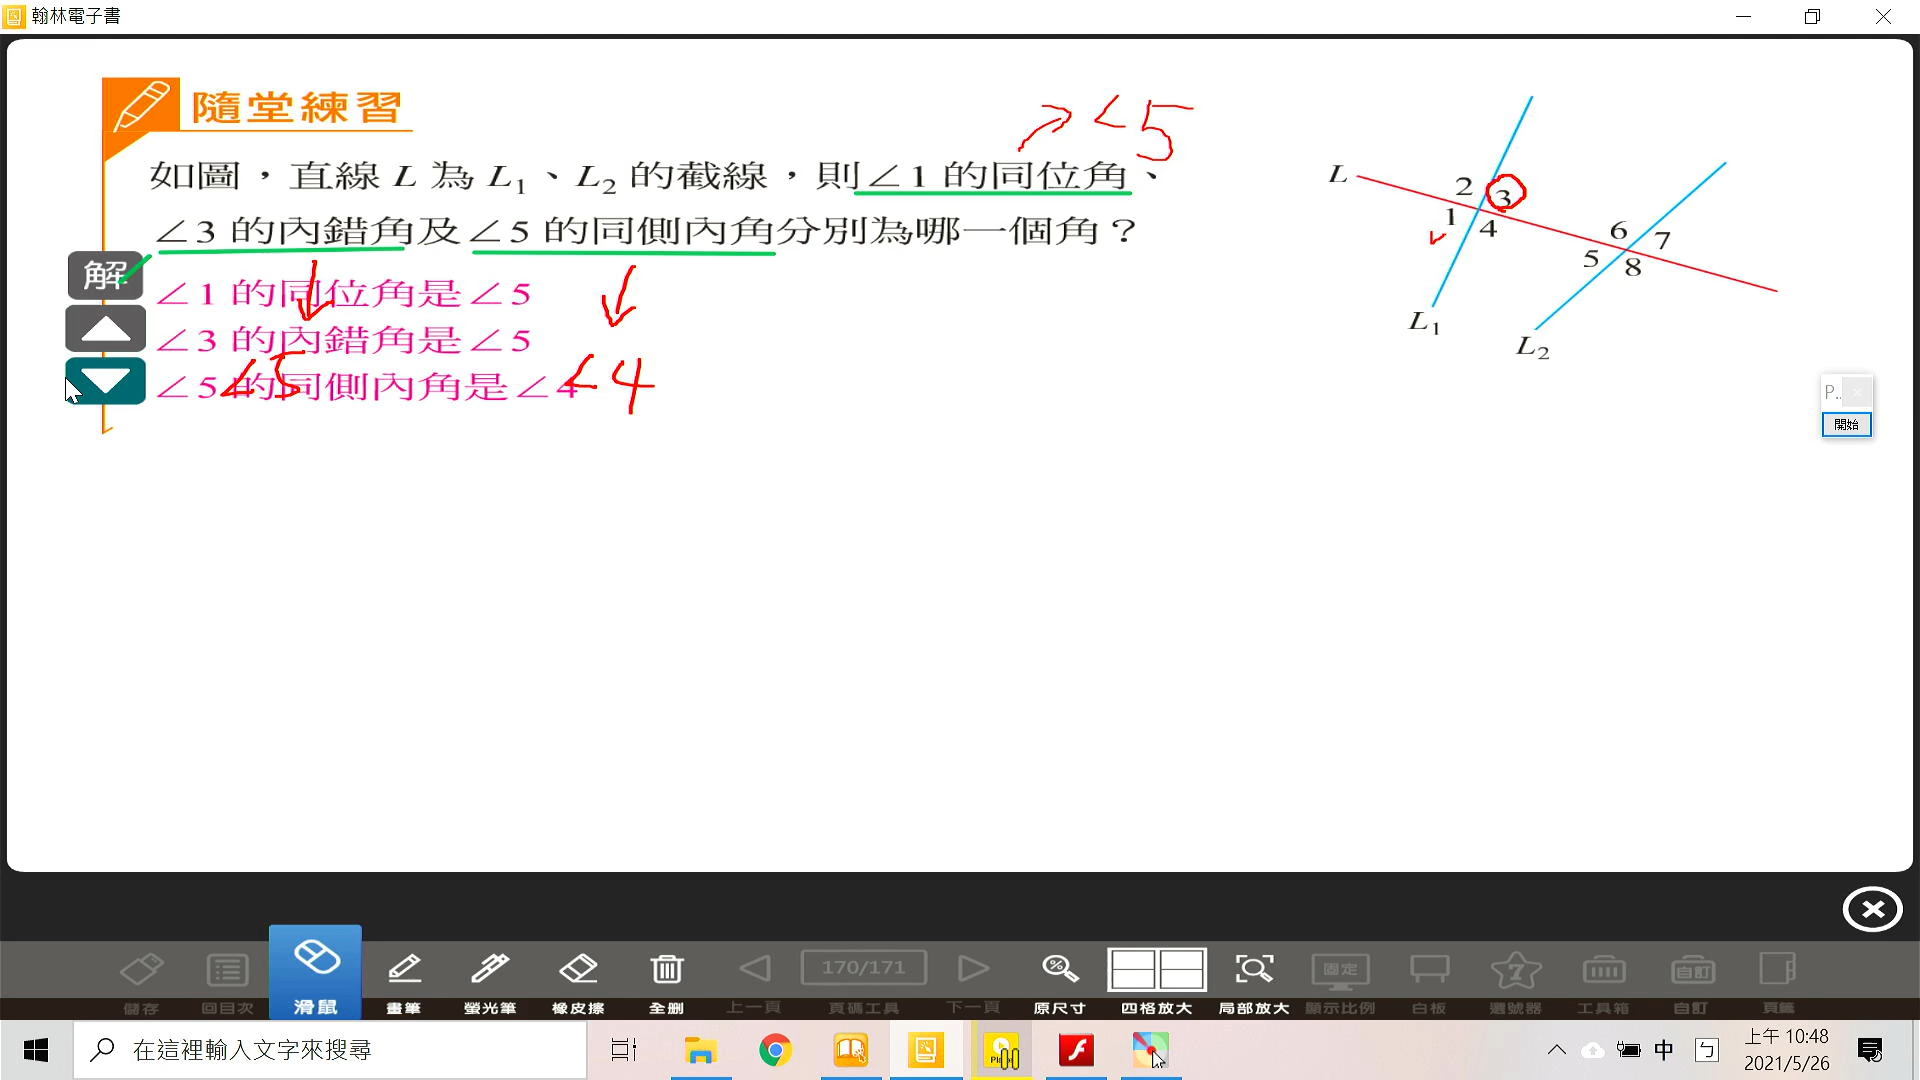 翰林電子書
隨堂練習
<5
如圖，直線 L 為 L1、L2 的截線，則∠1 的同位角、
∠3 的內錯角及∠5 的同側內角分別為哪一個角？
解
∠1 的同位角是∠5
∠3 的內錯角是∠5
∠5 的同側內角是∠4
∠5
<4
L
2
3
1
4
6
7
5
8
L1
L2
P..
開始
170/171
固定
7
自訂
儲存
回目次
滑鼠
畫筆
螢光筆
橡皮擦
全刪
上一頁
頁碼工具
下一頁
原尺寸
四格放大
局部放大
顯示比例
白板
選號器
工具箱
自訂
頁籤
在這裡輸入文字來搜尋
中
ㄅ
上午 10:48
2021/5/26